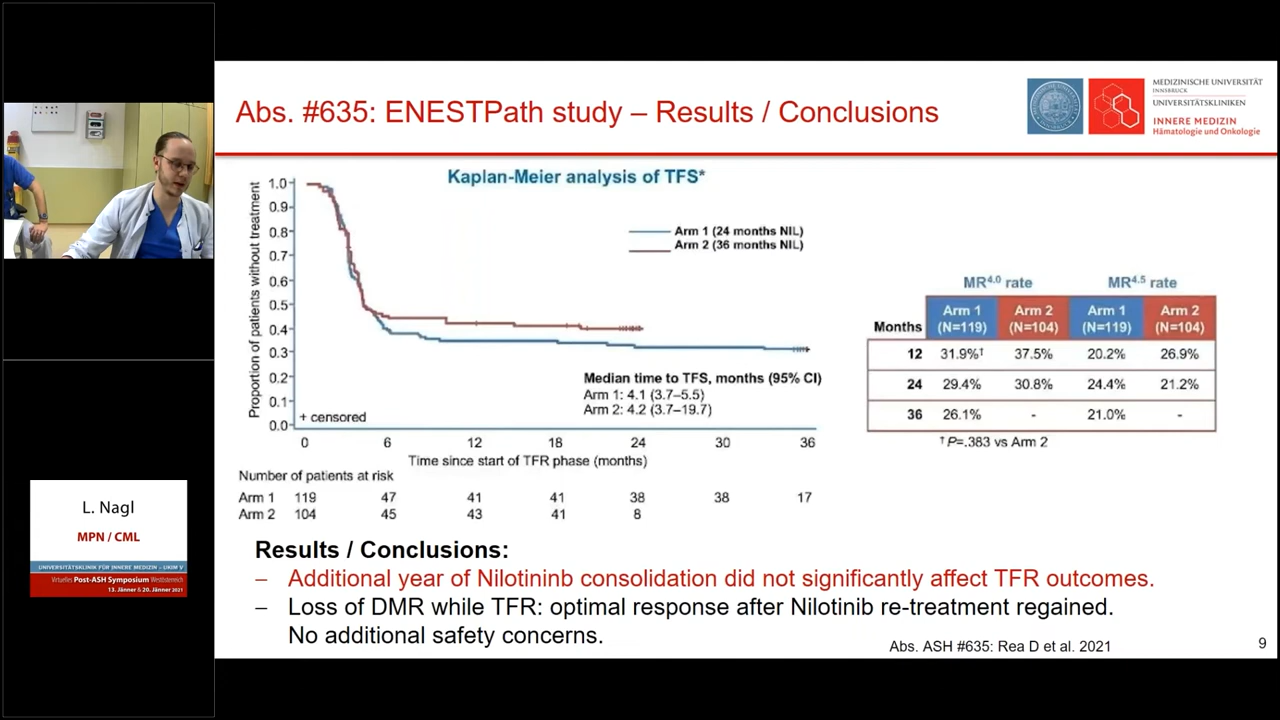 Abs. #635: ENESTPath study – Results / Conclusions
MEDIZINISCHE UNIVERSITÄT
INNSBRUCK
UNIVERSITÄTSKLINIKEN
INNERE MEDIZIN
Hämatologie und Onkologie
Kaplan-Meier analysis of TFS*
Proportion of patients without treatment
1.0
0.9
0.8
0.7
0.6
0.5
0.4
0.3
0.2
0.1
0.0
Arm 1 (24 months NIL)
Arm 2 (36 months NIL)
Median time to TFS, months (95% CI)
Arm 1: 4.1 (3.7–5.5)
Arm 2: 4.2 (3.7–19.7)
+ censored
0 6 12 18 24 30 36
Time since start of TFR phase (months)
Number of patients at risk
Arm 1 119 47 41 41 38 38 17
Arm 2 104 45 43 41 8
MR4.0 rate MR4.5 rate
Months Arm 1 (N=119) Arm 2 (N=104) Arm 1 (N=119) Arm 2 (N=104)
12 31.9%† 37.5% 20.2% 26.9%
24 29.4% 30.8% 24.4% 21.2%
36 26.1% - 21.0% -
† P=.383 vs Arm 2
Results / Conclusions:
– Additional year of Nilotininb consolidation did not significantly affect TFR outcomes.
– Loss of DMR while TFR: optimal response after Nilotinib re-treatment regained.
No additional safety concerns.
Abs. ASH #635: Rea D et al. 2021
9
L. Nagl
MPN / CML
UNIVERSITÄTSKLINIK FÜR INNERE MEDIZIN – UKIM V
Virtuelles Post-ASH Symposium Westösterreich
13. Jänner & 20. Jänner 2021